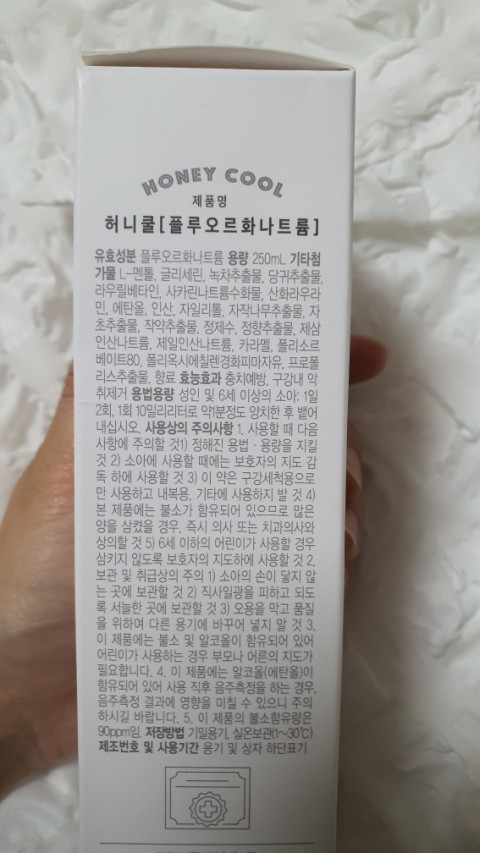 HONEY COOL
제품명
허니쿨[플루오르화나트륨]
유효성분 플루오르화나트륨 용량 250mL 기타첨
가물 L-멘톨, 글리세린, 녹차추출물, 당귀추출물,
라우릴베타인, 사카린나트륨수화물, 산화라우라
민, 에탄올, 인산, 자일리톨, 자작나무추출물, 자
초추출물, 작약추출물, 정제수, 정향추출물, 제삼
인산나트륨, 제일인산나트륨, 카라멜, 폴리소르
베이트80, 폴리옥시에칠렌경화피마자유, 프로폴
리스추출물, 향료 효능효과 충치예방, 구강내 악
취제거 용법용량 성인 및 6세 이상의 소아: 1일
2회, 1회 10밀리리터로 약1분정도 양치한 후 뱉어
내십시오. 사용상의 주의사항 1. 사용할 때 다음
사항에 주의할 것1) 정해진 용법 · 용량을 지킬
것 2) 소아에 사용할 때에는 보호자의 지도 감
독 하에 사용할 것 3) 이 약은 구강세척용으로
만 사용하고 내복용, 기타에 사용하지 말 것 4)
본 제품에는 불소가 함유되어 있으므로 많은
양을 삼켰을 경우, 즉시 의사 또는 치과의사와
상의할 것 5) 6세 이하의 어린이가 사용할 경우
삼키지 않도록 보호자의 지도하에 사용할 것 2.
보관 및 취급상의 주의 1) 소아의 손이 닿지 않
는 곳에 보관할 것 2) 직사일광을 피하고 되도
록 서늘한 곳에 보관할 것 3) 오용을 막고 품질
을 위하여 다른 용기에 바꾸어 넣지 말 것 3.
이 제품에는 불소 및 알코올이 함유되어 있어
어린이가 사용하는 경우 부모나 어른의 지도가
필요합니다. 4. 이 제품에는 알코올(에탄올)이
함유되어 있어 사용 직후 음주측정을 하는 경우,
음주측정 결과에 영향을 미칠 수 있으니 주의
하시길 바랍니다. 5. 이 제품의 불소함유량은
90ppm임. 저장방법 기밀용기, 실온보관(1~30℃)
제조번호 및 사용기간 용기 및 상자 하단표기